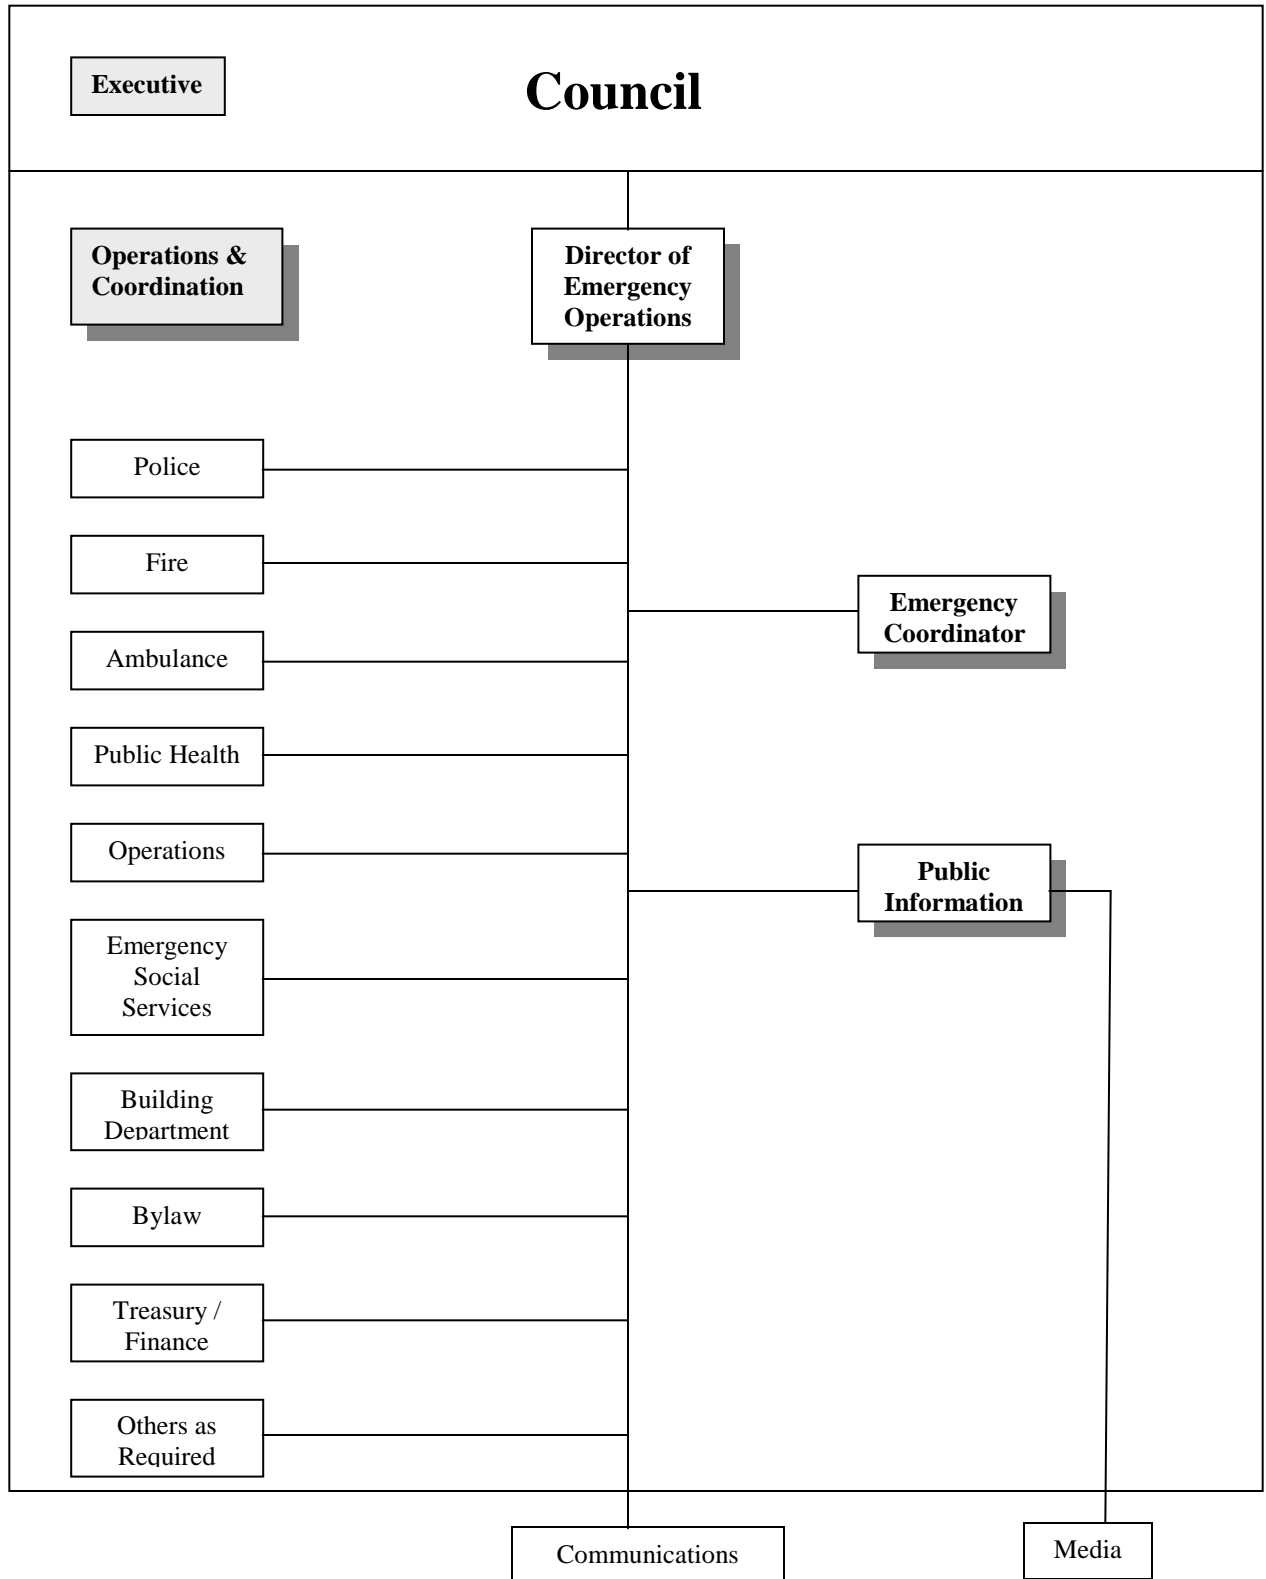 Executive
Council
Operations &
Coordination
Director of
Emergency
Operations
Police
Fire
Emergency
Coordinator
Ambulance
Public Health
Operations
Public
Information
Emergency
Social
Services
Building
Department
Bylaw
Treasury /
Finance
Others as
Required
Communications
Media